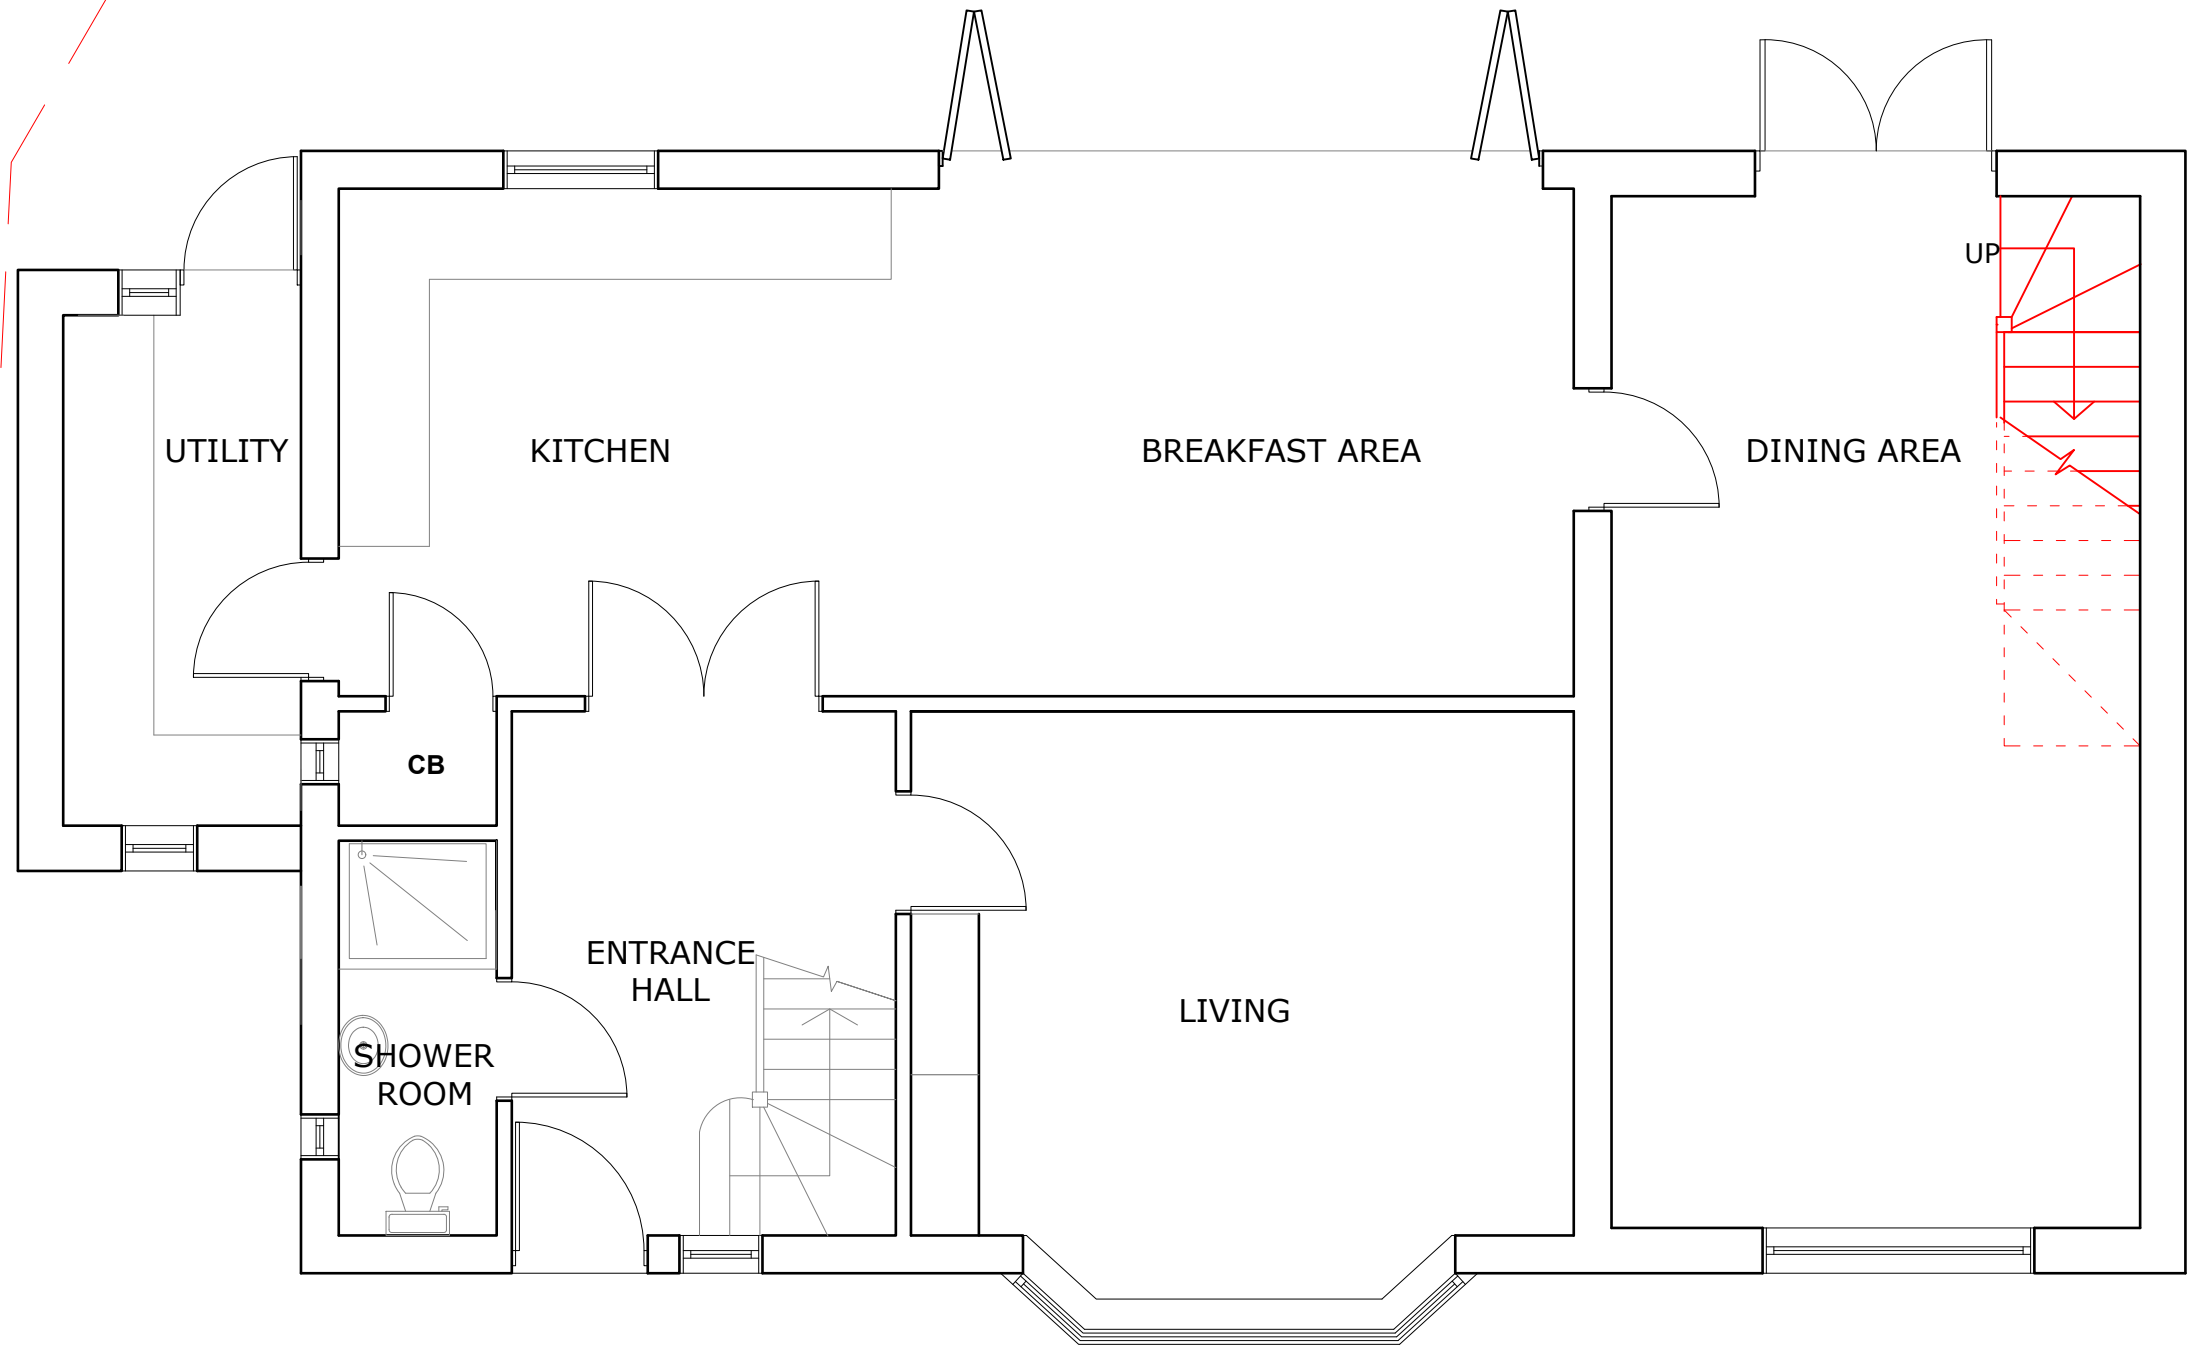 UP
UTILITY
KITCHEN
BREAKFAST AREA
DINING AREA
CB
ENTRANCE
HALL
LIVING
SHOWER
ROOM